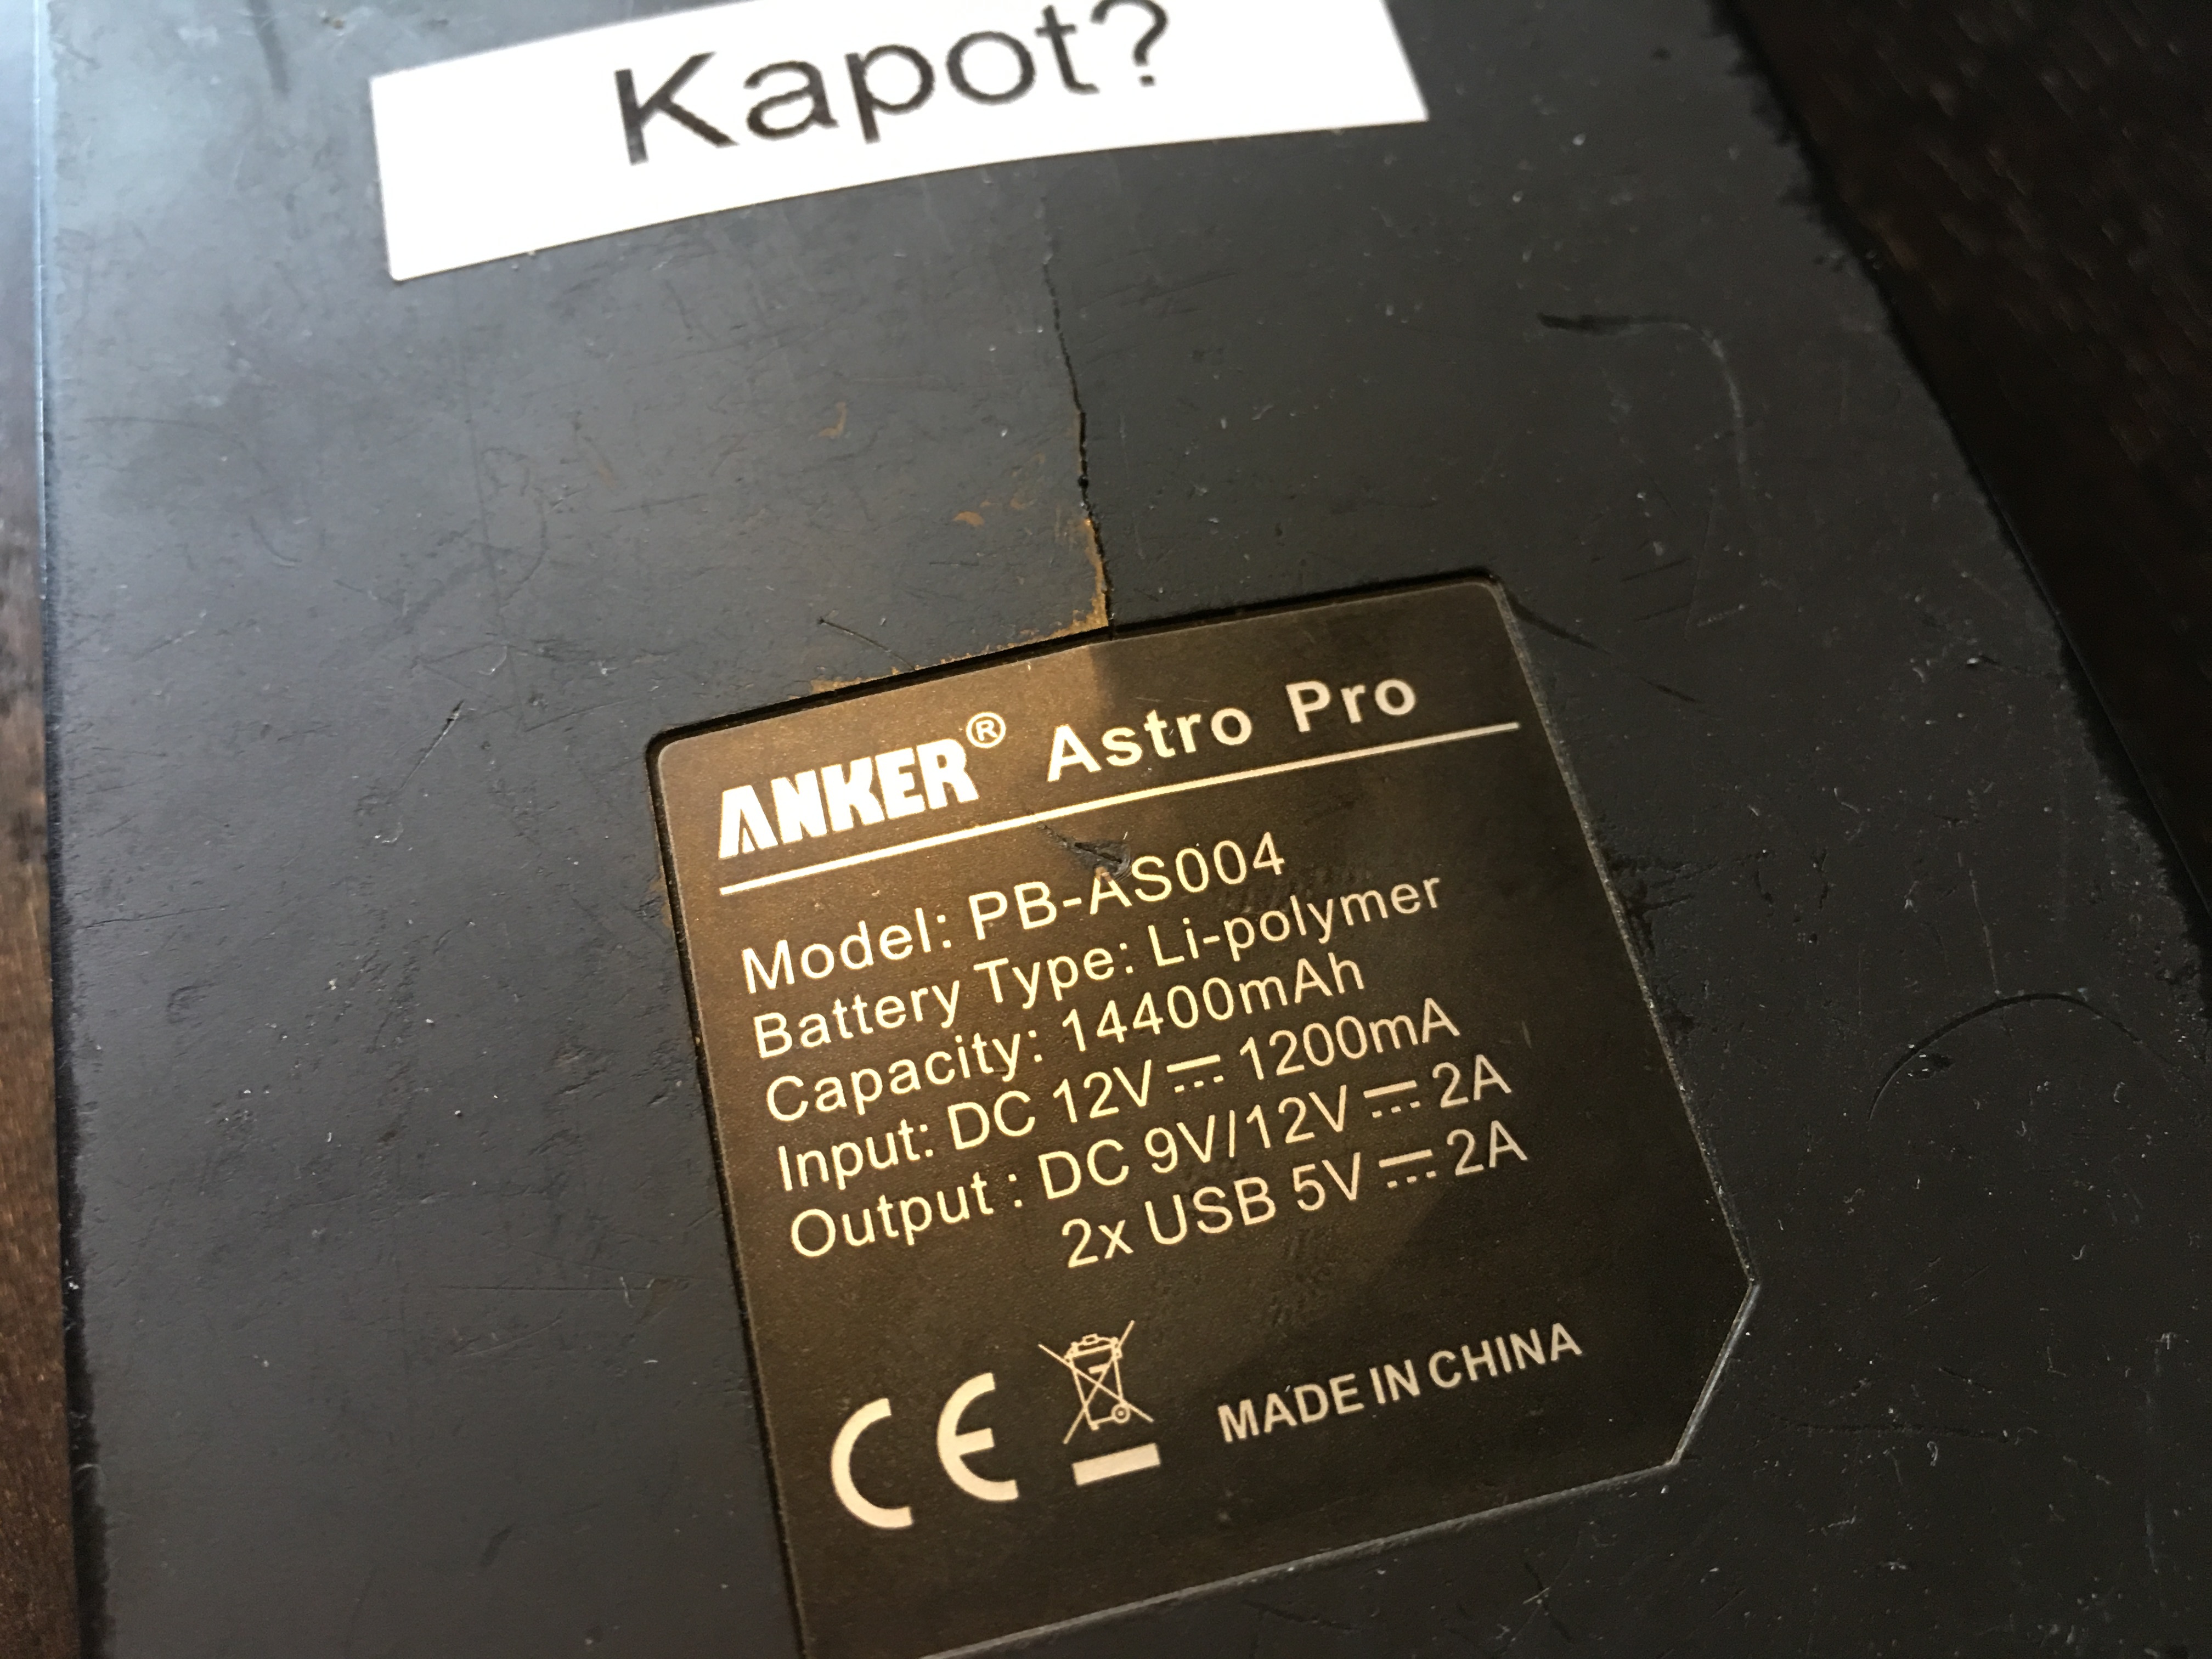 Kapot?
ANKER® Astro Pro
Model: PB-AS004
Battery Type: Li-polymer
Capacity: 14400mAh
Input: DC 12V⎓1200mA
Output : DC 9V/12V⎓2A
2x USB 5V⎓2A
CE
MADE IN CHINA